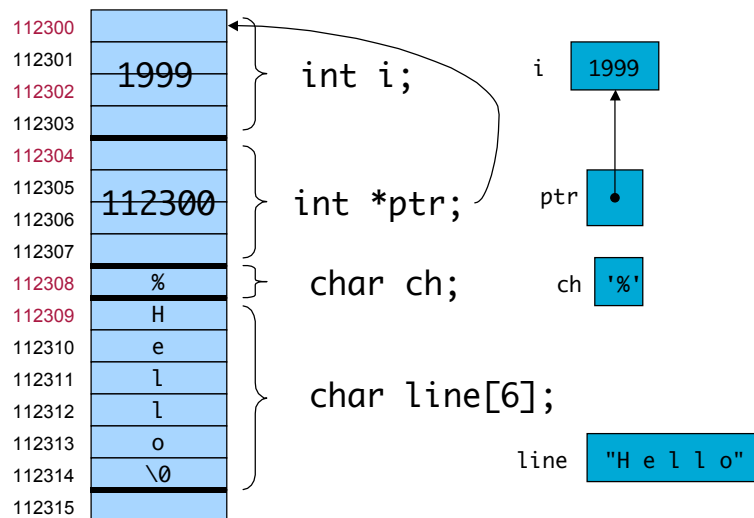 112300
112301
1999
int i;
i
1999
112302
112303
112304
112305
112300
int *ptr;
ptr
112306
112307
112308
%
char ch;
ch
'%'
112309
H
112310
e
112311
l
char line[6];
112312
l
112313
o
line
"H e l l o"
112314
\0
112315